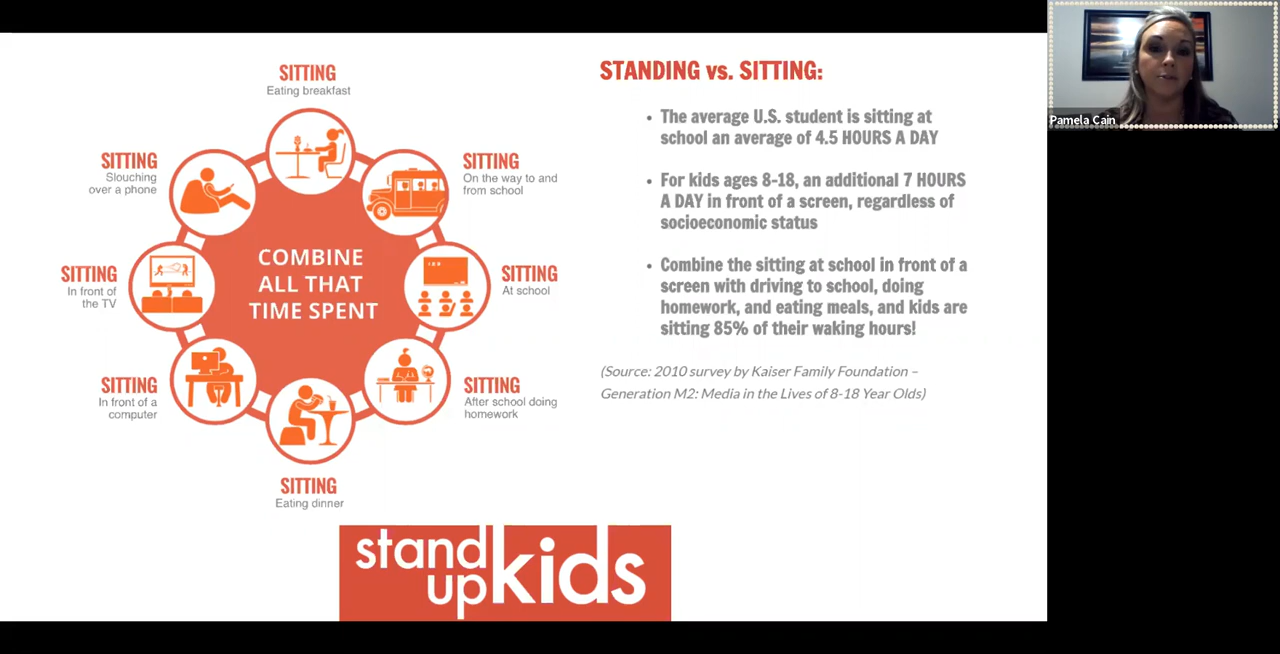 SITTING
Eating breakfast
SITTING
Slouching
over a phone
SITTING
On the way to and
from school
SITTING
In front of
the TV
COMBINE
ALL THAT
TIME SPENT
SITTING
At school
SITTING
In front of a
computer
SITTING
After school doing
homework
SITTING
Eating dinner
STANDING vs. SITTING:
• The average U.S. student is sitting at
school an average of 4.5 HOURS A DAY
• For kids ages 8-18, an additional 7 HOURS
A DAY in front of a screen, regardless of
socioeconomic status
• Combine the sitting at school in front of a
screen with driving to school, doing
homework, and eating meals, and kids are
sitting 85% of their waking hours!
(Source: 2010 survey by Kaiser Family Foundation –
Generation M2: Media in the Lives of 8-18 Year Olds)
stand
up kids
Pamela Cain